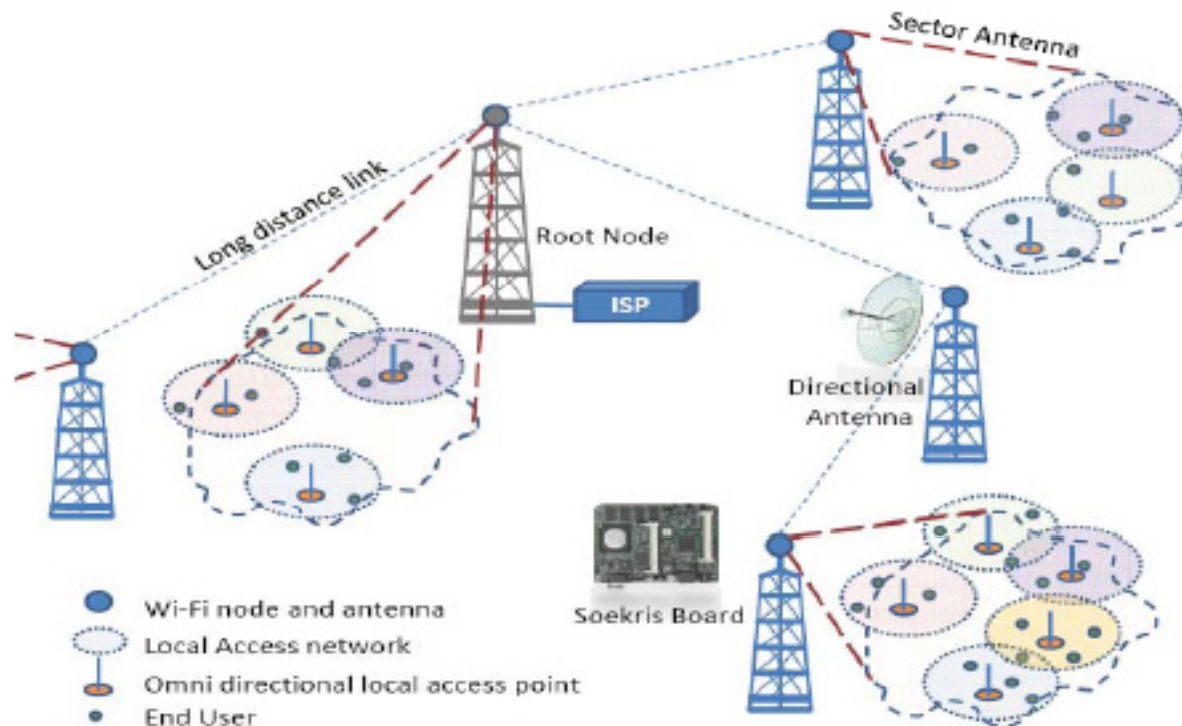 Sector Antenna
Long distance link
Root Node
ISP
Directional
Antenna
Soekris Board
Wi-Fi node and antenna
Local Access network
Omni directional local access point
End User